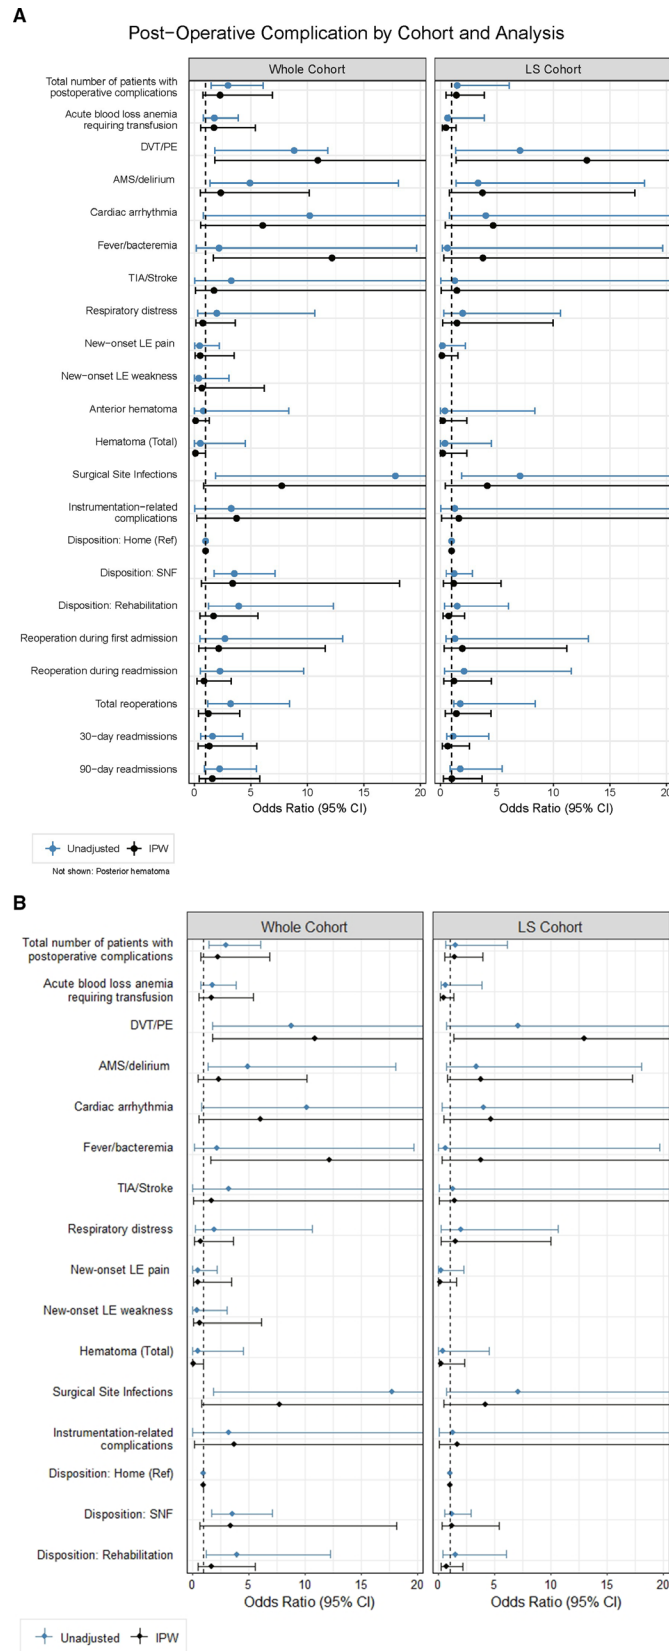 A
Post-Operative Complication by Cohort and Analysis
Whole Cohort
LS Cohort
Total number of patients with
postoperative complications
Acute blood loss anemia
requiring transfusion
DVT/PE
AMS/delirium
Cardiac arrhythmia
Fever/bacteremia
TIA/Stroke
Respiratory distress
New-onset LE pain
New-onset LE weakness
Anterior hematoma
Hematoma (Total)
Surgical Site Infections
Instrumentation-related
complications
Disposition: Home (Ref)
Disposition: SNF
Disposition: Rehabilitation
Reoperation during first admission
Reoperation during readmission
Total reoperations
30-day readmissions
90-day readmissions
0 5 10 15 20
0 5 10 15 20
Odds Ratio (95% CI)
Odds Ratio (95% CI)
Unadjusted IPW
Not shown: Posterior hematoma
B
Whole Cohort
LS Cohort
Total number of patients with
postoperative complications
Acute blood loss anemia
requiring transfusion
DVT/PE
AMS/delirium
Cardiac arrhythmia
Fever/bacteremia
TIA/Stroke
Respiratory distress
New-onset LE pain
New-onset LE weakness
Hematoma (Total)
Surgical Site Infections
Instrumentation-related
complications
Disposition: Home (Ref)
Disposition: SNF
Disposition: Rehabilitation
0 5 10 15 20
0 5 10 15 20
Odds Ratio (95% CI)
Odds Ratio (95% CI)
Unadjusted IPW